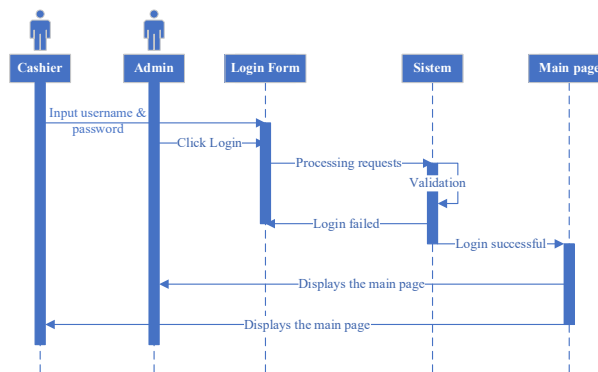 Cashier
Admin
Login Form
Sistem
Main page
Input username &
password
Click Login
Processing requests
Validation
Login failed
Login successful
Displays the main page
Displays the main page